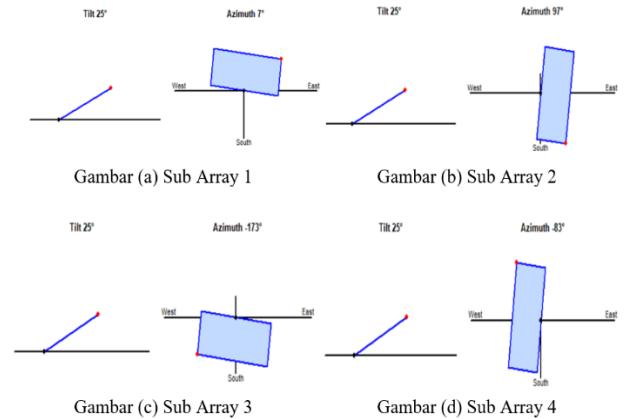 Tilt 25°
Azimuth 7°
West
East
South
Gambar (a) Sub Array 1
Tilt 25°
Azimuth 97°
West
East
South
Gambar (b) Sub Array 2
Tilt 25°
Azimuth -173°
West
East
South
Gambar (c) Sub Array 3
Tilt 25°
Azimuth -83°
West
East
South
Gambar (d) Sub Array 4